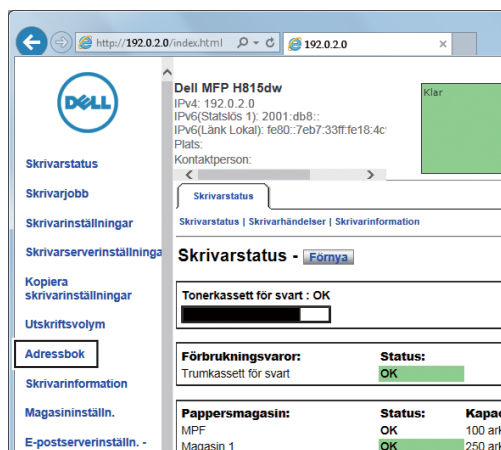 http://192.0.2.0/index.html
192.0.2.0
DELL
Dell MFP H815dw
IPv4: 192.0.2.0
IPv6(Statslös): 2001:db8::
IPv6(Länk Lokal): fe80::7eb7:33ff:fe18:4c
Plats:
Kontaktperson:
Klar
Skrivarstatus
Skrivarjobb
Skrivarinställningar
Skrivarserverinställninga
Kopiera
skrivarinställningar
Utskriftsvolym
Adressbok
Skrivarinformation
Magasininställn.
E-postserverinställn. -
Skrivarstatus
Skrivarstatus | Skrivarhändelser | Skrivarinformation
Skrivarstatus - Förnya
Tonerkassett för svart : OK
Förbrukningsvaror: Status:
Trumkassett för svart OK
Pappersmagasin: Status: Kapac
MPF OK 100 ark
Magasin 1 OK 250 ark